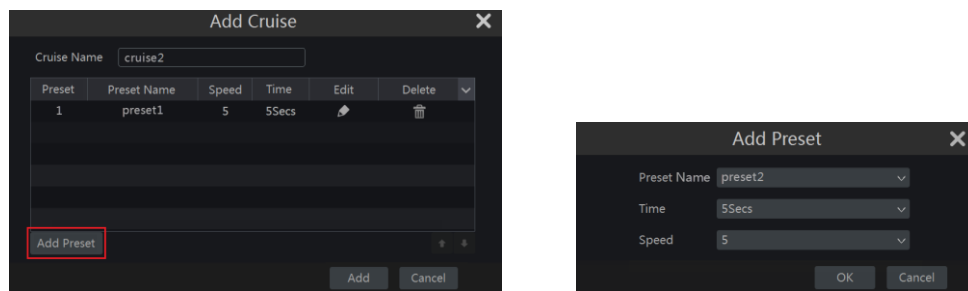 Add Cruise
Cruise Name cruise2
Preset Preset Name Speed Time Edit Delete
1 preset1 5 5Secs
Add Preset
Add Cancel
Add Preset
Preset Name preset2
Time 5Secs
Speed 5
OK Cancel